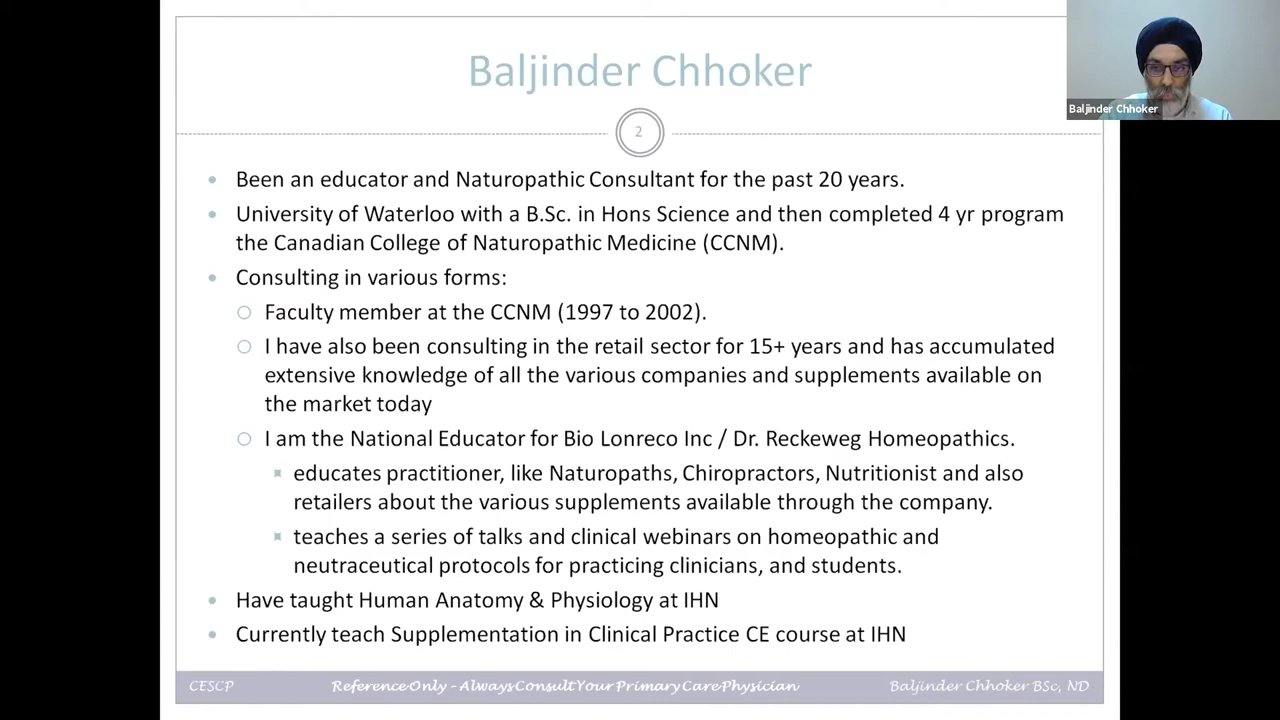 Baljinder Chhoker
Baljinder Chhoker
2
Been an educator and Naturopathic Consultant for the past 20 years.
University of Waterloo with a B.Sc. in Hons Science and then completed 4 yr program
the Canadian College of Naturopathic Medicine (CCNM).
Consulting in various forms:
Faculty member at the CCNM (1997 to 2002).
I have also been consulting in the retail sector for 15+ years and has accumulated
extensive knowledge of all the various companies and supplements available on
the market today
I am the National Educator for Bio Lonreco Inc / Dr. Reckeweg Homeopathics.
educates practitioner, like Naturopaths, Chiropractors, Nutritionist and also
retailers about the various supplements available through the company.
teaches a series of talks and clinical webinars on homeopathic and
neutraceutical protocols for practicing clinicians, and students.
Have taught Human Anatomy & Physiology at IHN
Currently teach Supplementation in Clinical Practice CE course at IHN
CESCP
Reference Only - Always Consult Your Primary Care Physician
Baljinder Chhoker BSc, ND